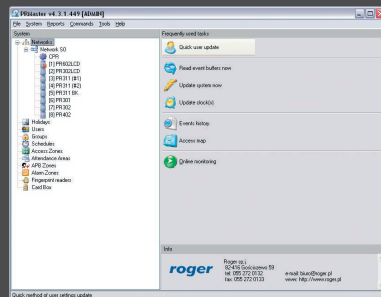 PRMaster v4.3.1.449 [ADMIN]
File System Reports Commands Tools Help
System
Frequently used tasks
Networks
Network SO
CPR
[1] PR602LCD
[2] PR302LCD
[3] PR311 (#1)
[4] PR311 (#2)
[5] PR311 BK
[6] PR301
[7] PR302
[8] PR402
Holidays
Users
Groups
Schedules
Access Zones
Attendance Areas
APB Zones
Alarm Zones
Fingerprint readers
Card Box
Quick user update
Read event buffers now
Update system now
Update clock(s)
Events history
Access map
Online monitoring
Info
roger
Roger sp.j.
82-416 Gościszewo 59
tel: 055 272 0132
fax: 055 272 0133
e-mail: biuro@roger.pl
www: http://www.roger.pl
Quick method of user settings update